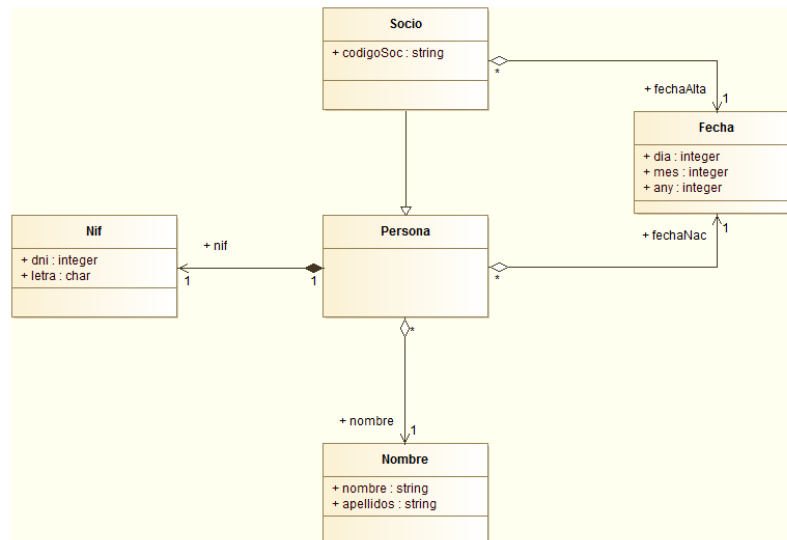 Socio
+ codigoSoc : string
*
+ fechaAlta
1
Fecha
+ dia : integer
+ mes : integer
+ any : integer
Nif
+ dni : integer
+ letra : char
+ nif
1
1
Persona
*
+ fechaNac
1
*
+ nombre
1
Nombre
+ nombre : string
+ apellidos : string